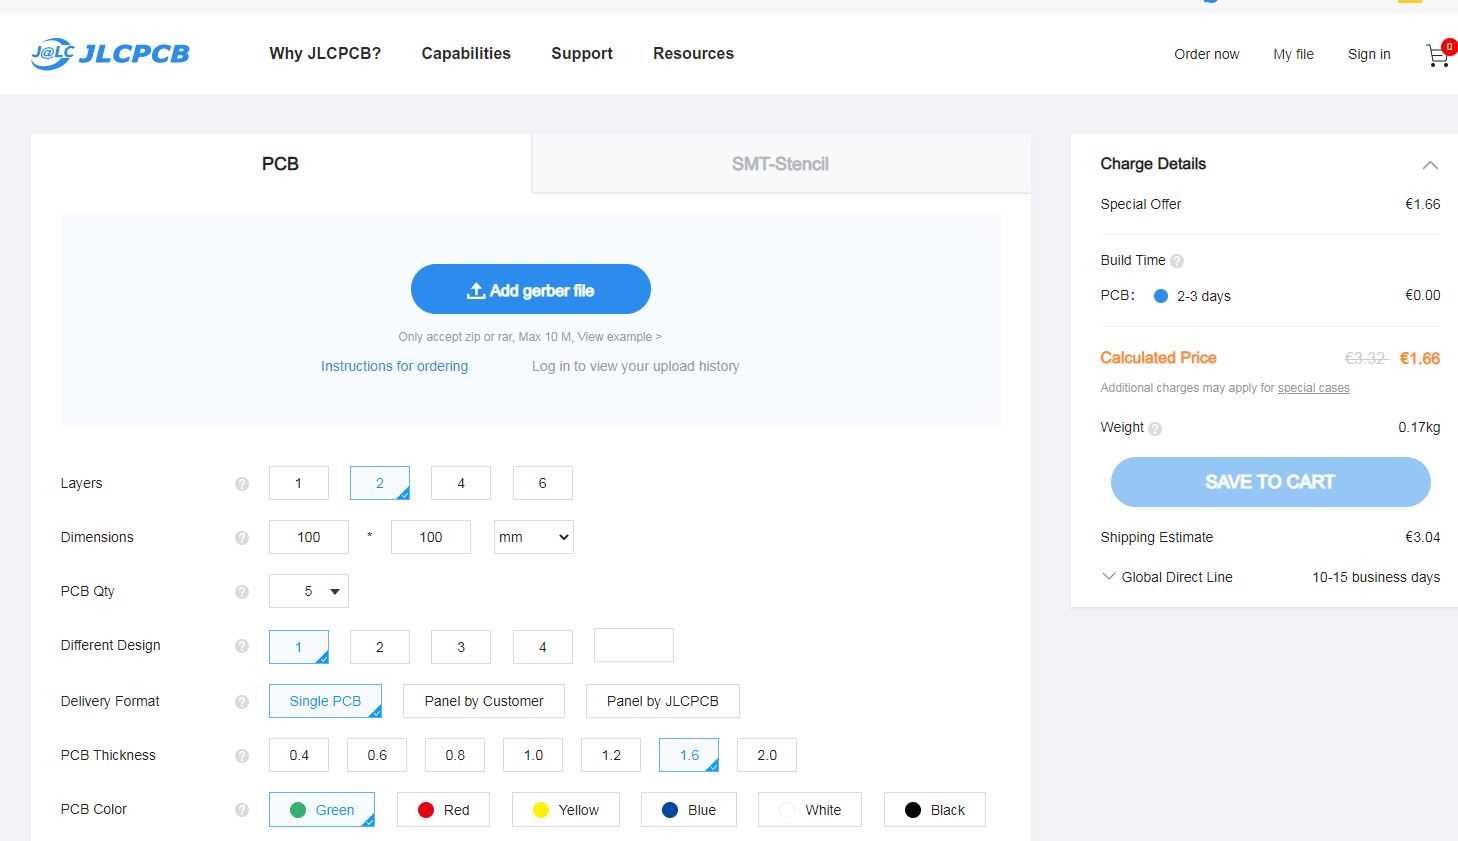 J@LC JLCPCB
Why JLCPCB? Capabilities Support Resources
Order now My file Sign in 0
PCB
SMT-Stencil
Add gerber file
Only accept zip or rar, Max 10 M, View example >
Instructions for ordering Log in to view your upload history
Layers ? 1 2 4 6
Dimensions ? 100 * 100 mm
PCB Qty ? 5
Different Design ? 1 2 3 4
Delivery Format ? Single PCB Panel by Customer Panel by JLCPCB
PCB Thickness ? 0.4 0.6 0.8 1.0 1.2 1.6 2.0
PCB Color ? Green Red Yellow Blue White Black
Charge Details
Special Offer €1.66
Build Time ?
PCB: 2-3 days €0.00
Calculated Price €3.32 €1.66
Additional charges may apply for special cases
Weight ? 0.17kg
SAVE TO CART
Shipping Estimate €3.04
Global Direct Line 10-15 business days